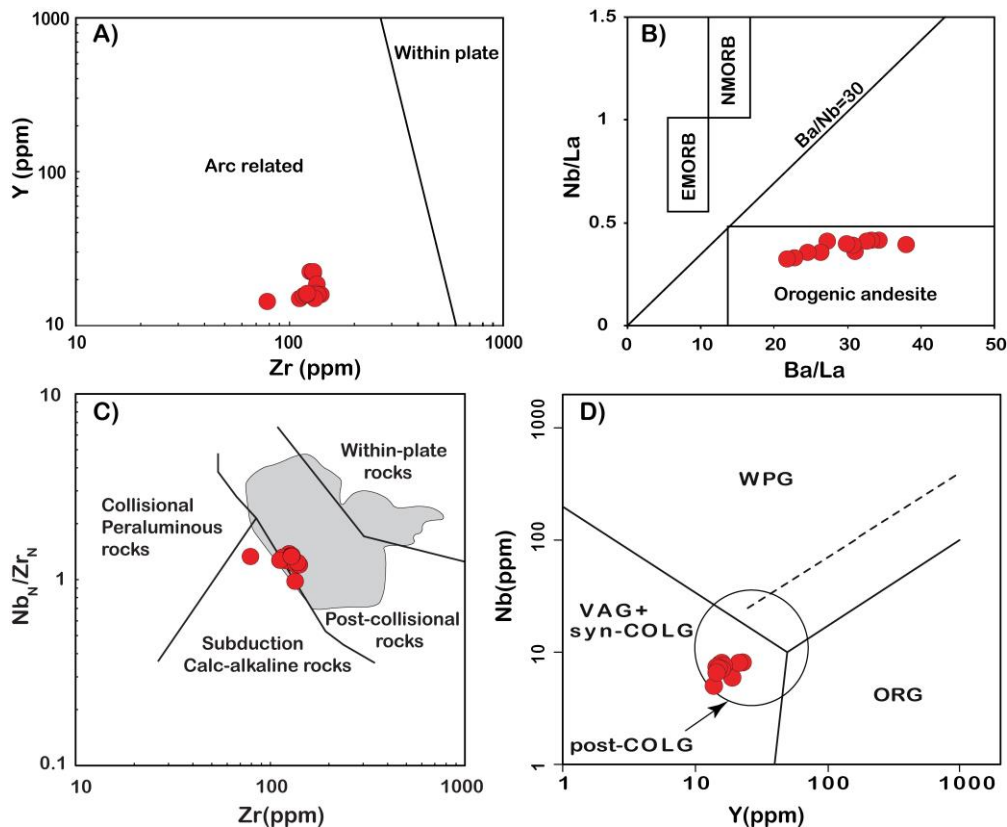 A)
1000
100
10
Y (ppm)
Within plate
Arc related
10
100
1000
Zr (ppm)
B)
1.5
1
0.5
0
Nb/La
NMORB
EMORB
Ba/Nb=30
Orogenic andesite
0
10
20
30
40
50
Ba/La
C)
10
1
0.1
NbN/ZrN
Within-plate
rocks
Collisional
Peraluminous
rocks
Subduction
Calc-alkaline rocks
Post-collisional
rocks
10
100
1000
Zr(ppm)
D)
1000
100
10
1
Nb(ppm)
WPG
VAG+
syn-COLG
ORG
post-COLG
1
10
100
1000
Y(ppm)